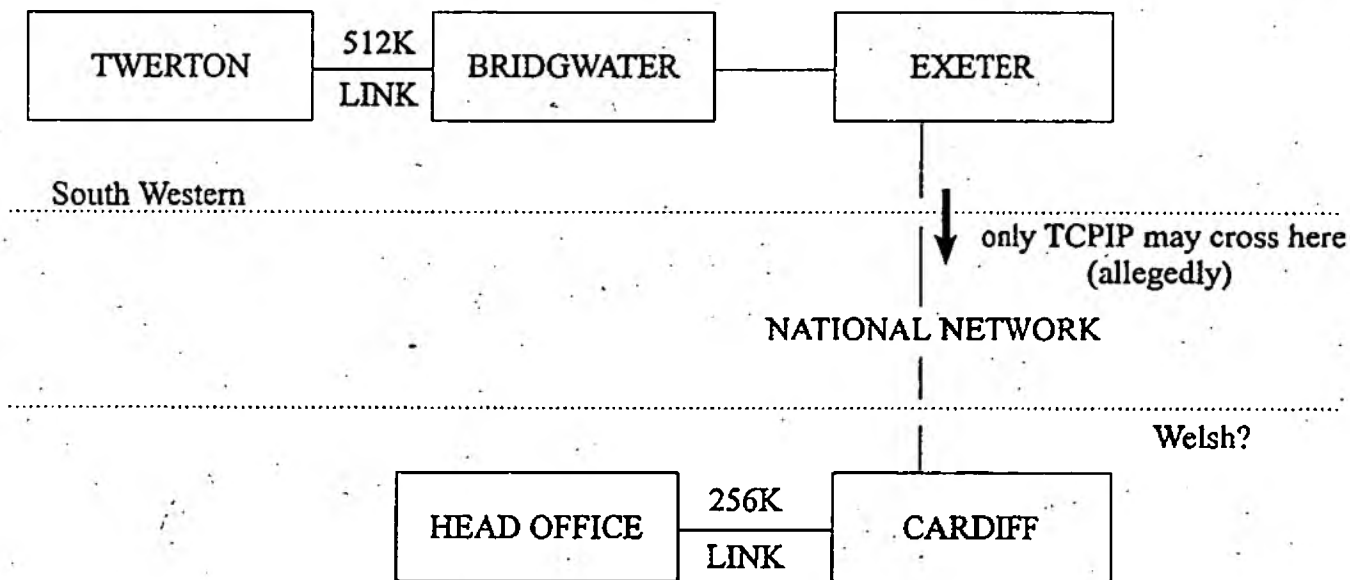 TWERTON
512K
LINK
BRIDGWATER
EXETER
South Western
only TCPIP may cross here
(allegedly)
NATIONAL NETWORK
Welsh?
HEAD OFFICE
256K
LINK
CARDIFF